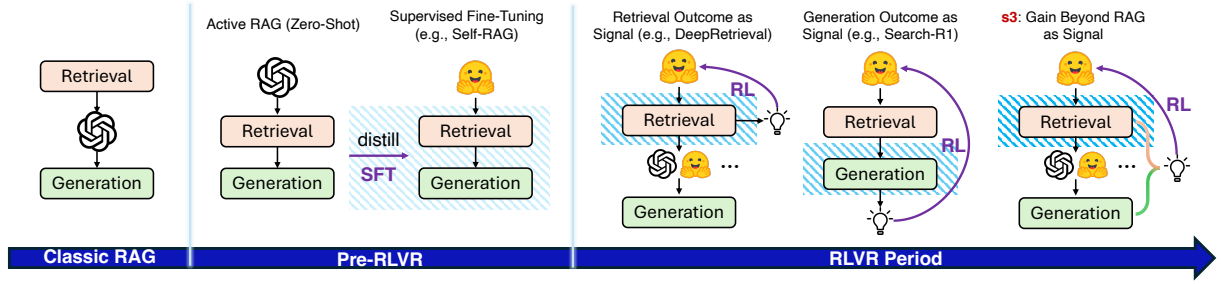 Active RAG (Zero-Shot)
Supervised Fine-Tuning
(e.g., Self-RAG)
Retrieval Outcome as
Signal (e.g., DeepRetrieval)
Generation Outcome as
Signal (e.g., Search-R1)
s3: Gain Beyond RAG
as Signal
Retrieval
Generation
Retrieval
Generation
distill
SFT
Retrieval
Generation
RL
Retrieval
...
Generation
RL
Retrieval
Generation
RL
Retrieval
...
Generation
Classic RAG
Pre-RLVR
RLVR Period